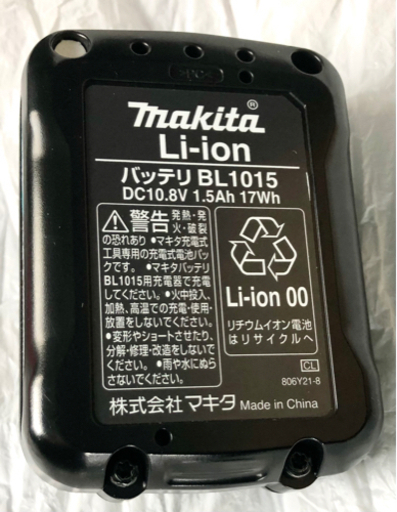 PC
makita®
Li-ion
バッテリ BL1015
DC10.8V 1.5Ah 17Wh
⚠警告 発熱・発
火・破裂
の恐れあり ●マキタ充電式
工具専用の充電式電池パッ
クです。 ●マキタバッテリ
BL1015用充電器で充電
してください。●火中投入、
加熱、高温での充電・使用・
放置をしないでください。
●変形やショートさせたり、
分解・修理・改造をしないで
ください。●雨や水にぬら
さないでください。
Li-ion 00
リチウムイオン電池
はリサイクルへ
CL
806Y21-8
株式会社マキタ Made in China